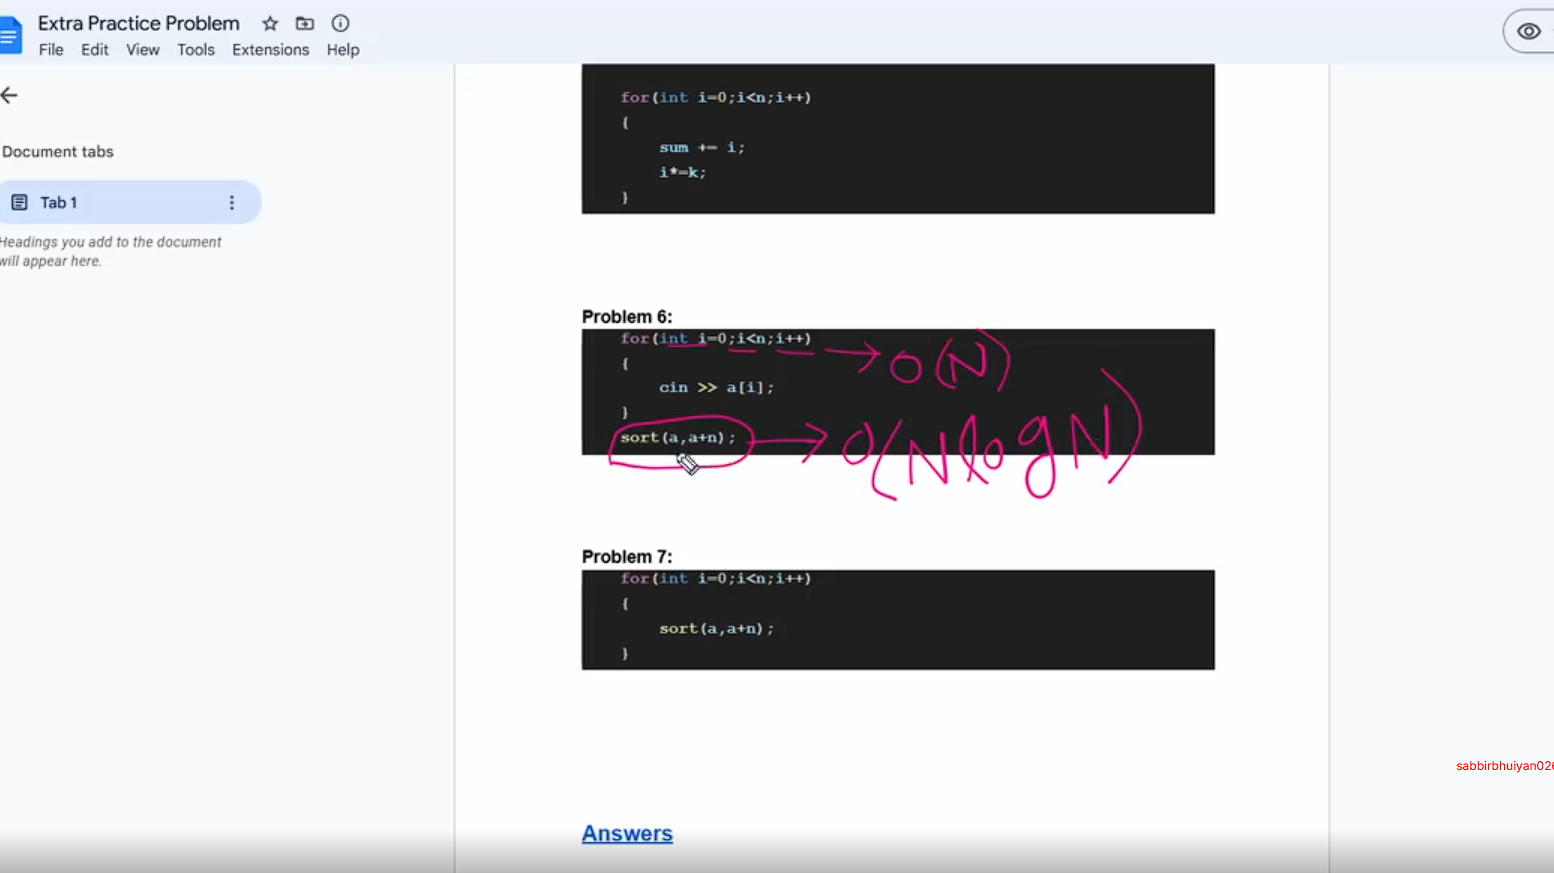 Extra Practice Problem
File Edit View Tools Extensions Help
Document tabs
Tab 1
Headings you add to the document
will appear here.
for(int i=0;i<n;i++)
{
sum += i;
i*=k;
}
Problem 6:
for(int i=0;i<n;i++) O(N)
{
cin >> a[i];
}
sort(a,a+n); O(N log N)
Problem 7:
for(int i=0;i<n;i++)
{
sort(a,a+n);
}
sabbirbhuiyan02
Answers